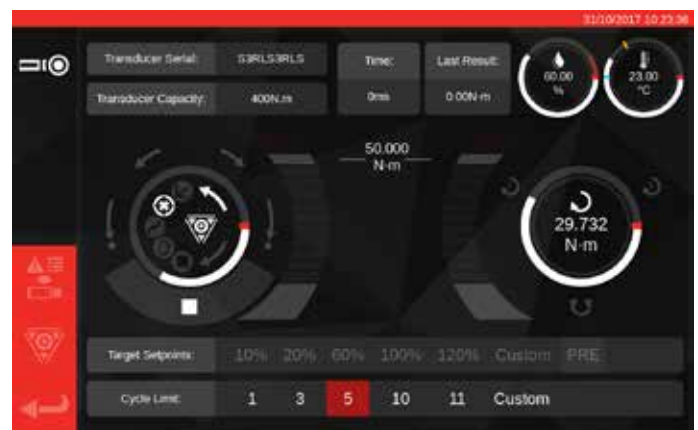 31/10/2017 10:23:36
Transducer Serial: S3RLS3RLS Time: Last Result:
Transducer Capacity: 400N.m 0ms 0.00N·m
60.00 %
23.00 °C
50.000
N·m
29.732
N·m
Target Setpoints: 10% 20% 60% 100% 120% Custom PRE
Cycle Limit: 1 3 5 10 11 Custom